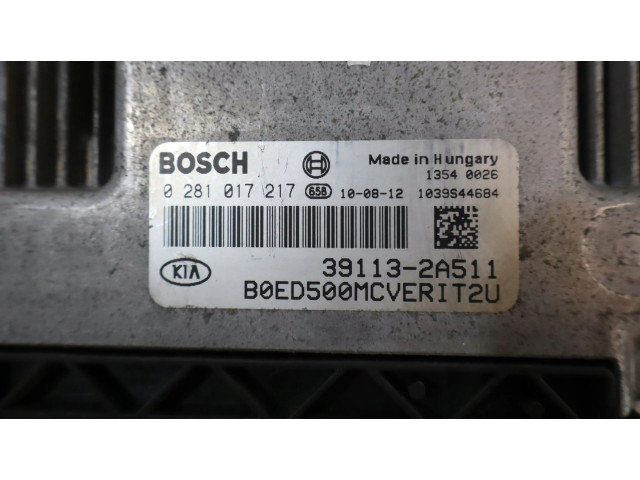 BOSCH Made in Hungary
1354 0026
0 281 017 217 658 10-08-12 1039S44684
KIA 39113-2A511
B0ED500MCVERIT2U